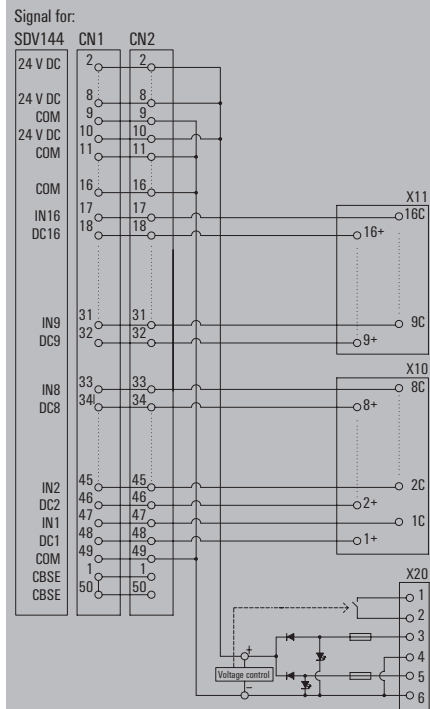 Signal for:
SDV144 CN1 CN2
24 V DC 2 2
24 V DC 8 8
COM 9 9
24 V DC 10 10
COM 11 11
COM 16 16
X11
IN16 17 17 16C
DC16 18 18 16+
IN9 31 31 9C
DC9 32 32 9+
X10
IN8 33 33 8C
DC8 34 34 8+
IN2 45 45 2C
DC2 46 46 2+
IN1 47 47 1C
DC1 48 48 1+
COM 49 49
CBSE 1 1
CBSE 50 50
X20
1
2
+ 3
4
Voltage control 5
− 6